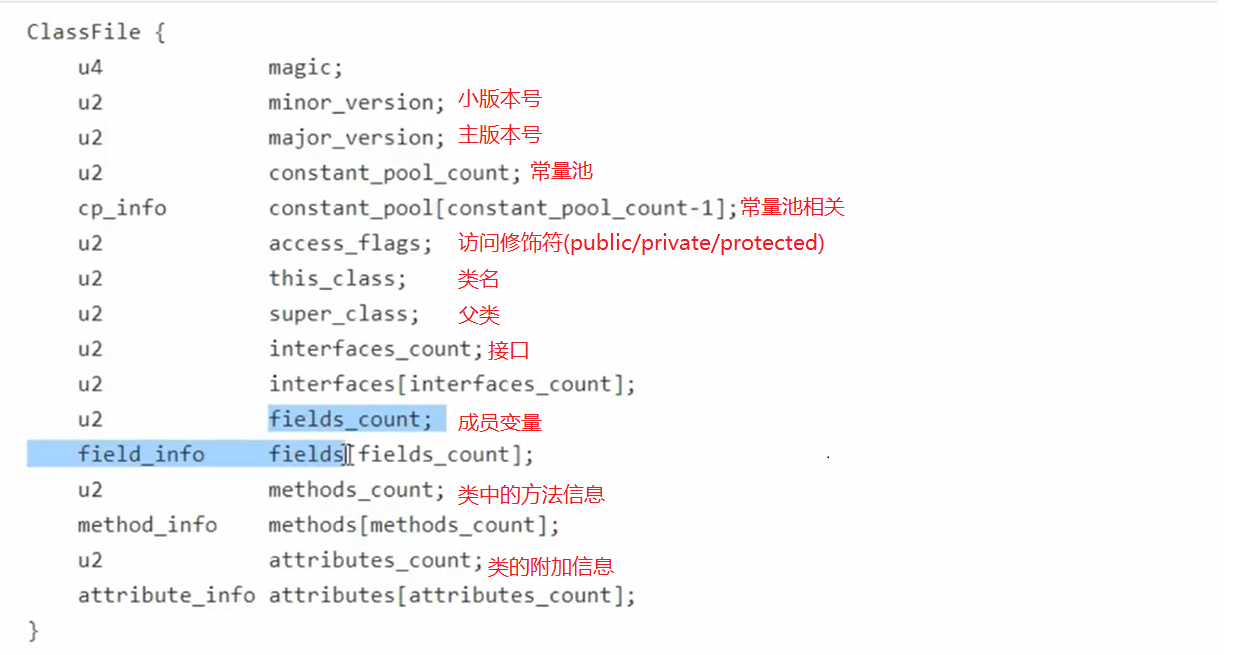 ClassFile {
u4 magic;
u2 minor_version; 小版本号
u2 major_version; 主版本号
u2 constant_pool_count; 常量池
cp_info constant_pool[constant_pool_count-1]; 常量池相关
u2 access_flags; 访问修饰符(public/private/protected)
u2 this_class; 类名
u2 super_class; 父类
u2 interfaces_count; 接口
u2 interfaces[interfaces_count];
u2 fields_count; 成员变量
field_info fields[fields_count];
u2 methods_count; 类中的方法信息
method_info methods[methods_count];
u2 attributes_count; 类的附加信息
attribute_info attributes[attributes_count];
}